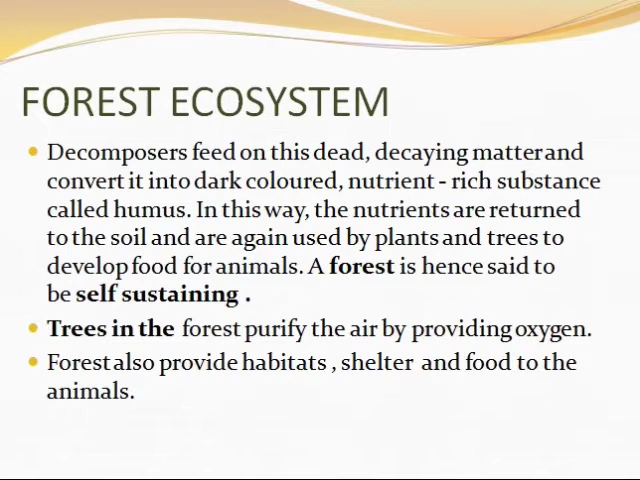 FOREST ECOSYSTEM
Decomposers feed on this dead, decaying matter and
convert it into dark coloured, nutrient - rich substance
called humus. In this way, the nutrients are returned
to the soil and are again used by plants and trees to
develop food for animals. A forest is hence said to
be self sustaining .
Trees in the forest purify the air by providing oxygen.
Forest also provide habitats , shelter and food to the
animals.